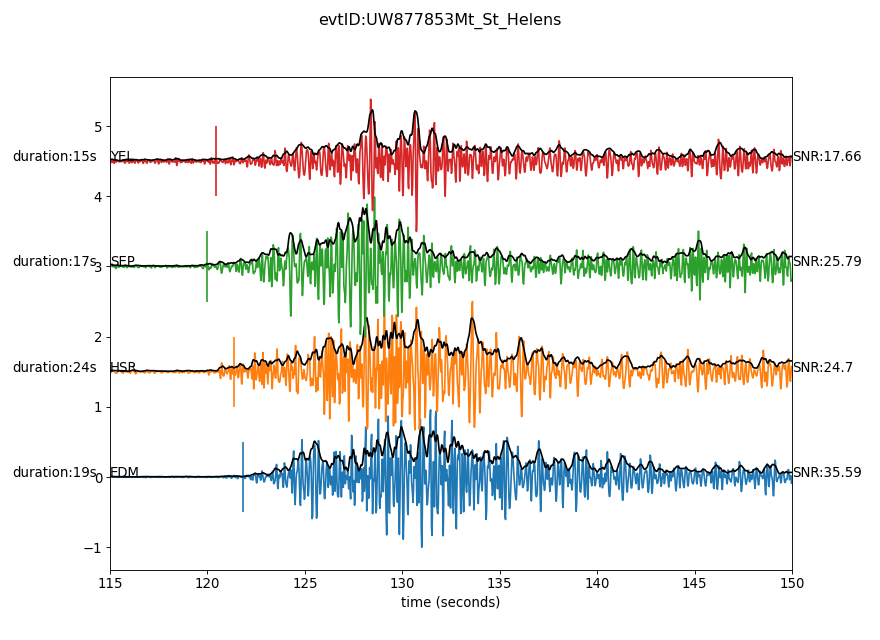 evtID:UW877853Mt_St_Helens
5
duration:15s YEL SNR:17.66
4
duration:17s SEP SNR:25.79
3
2
duration:24s HSR SNR:24.7
1
duration:19s EDM SNR:35.59
0
−1
115 120 125 130 135 140 145 150
time (seconds)